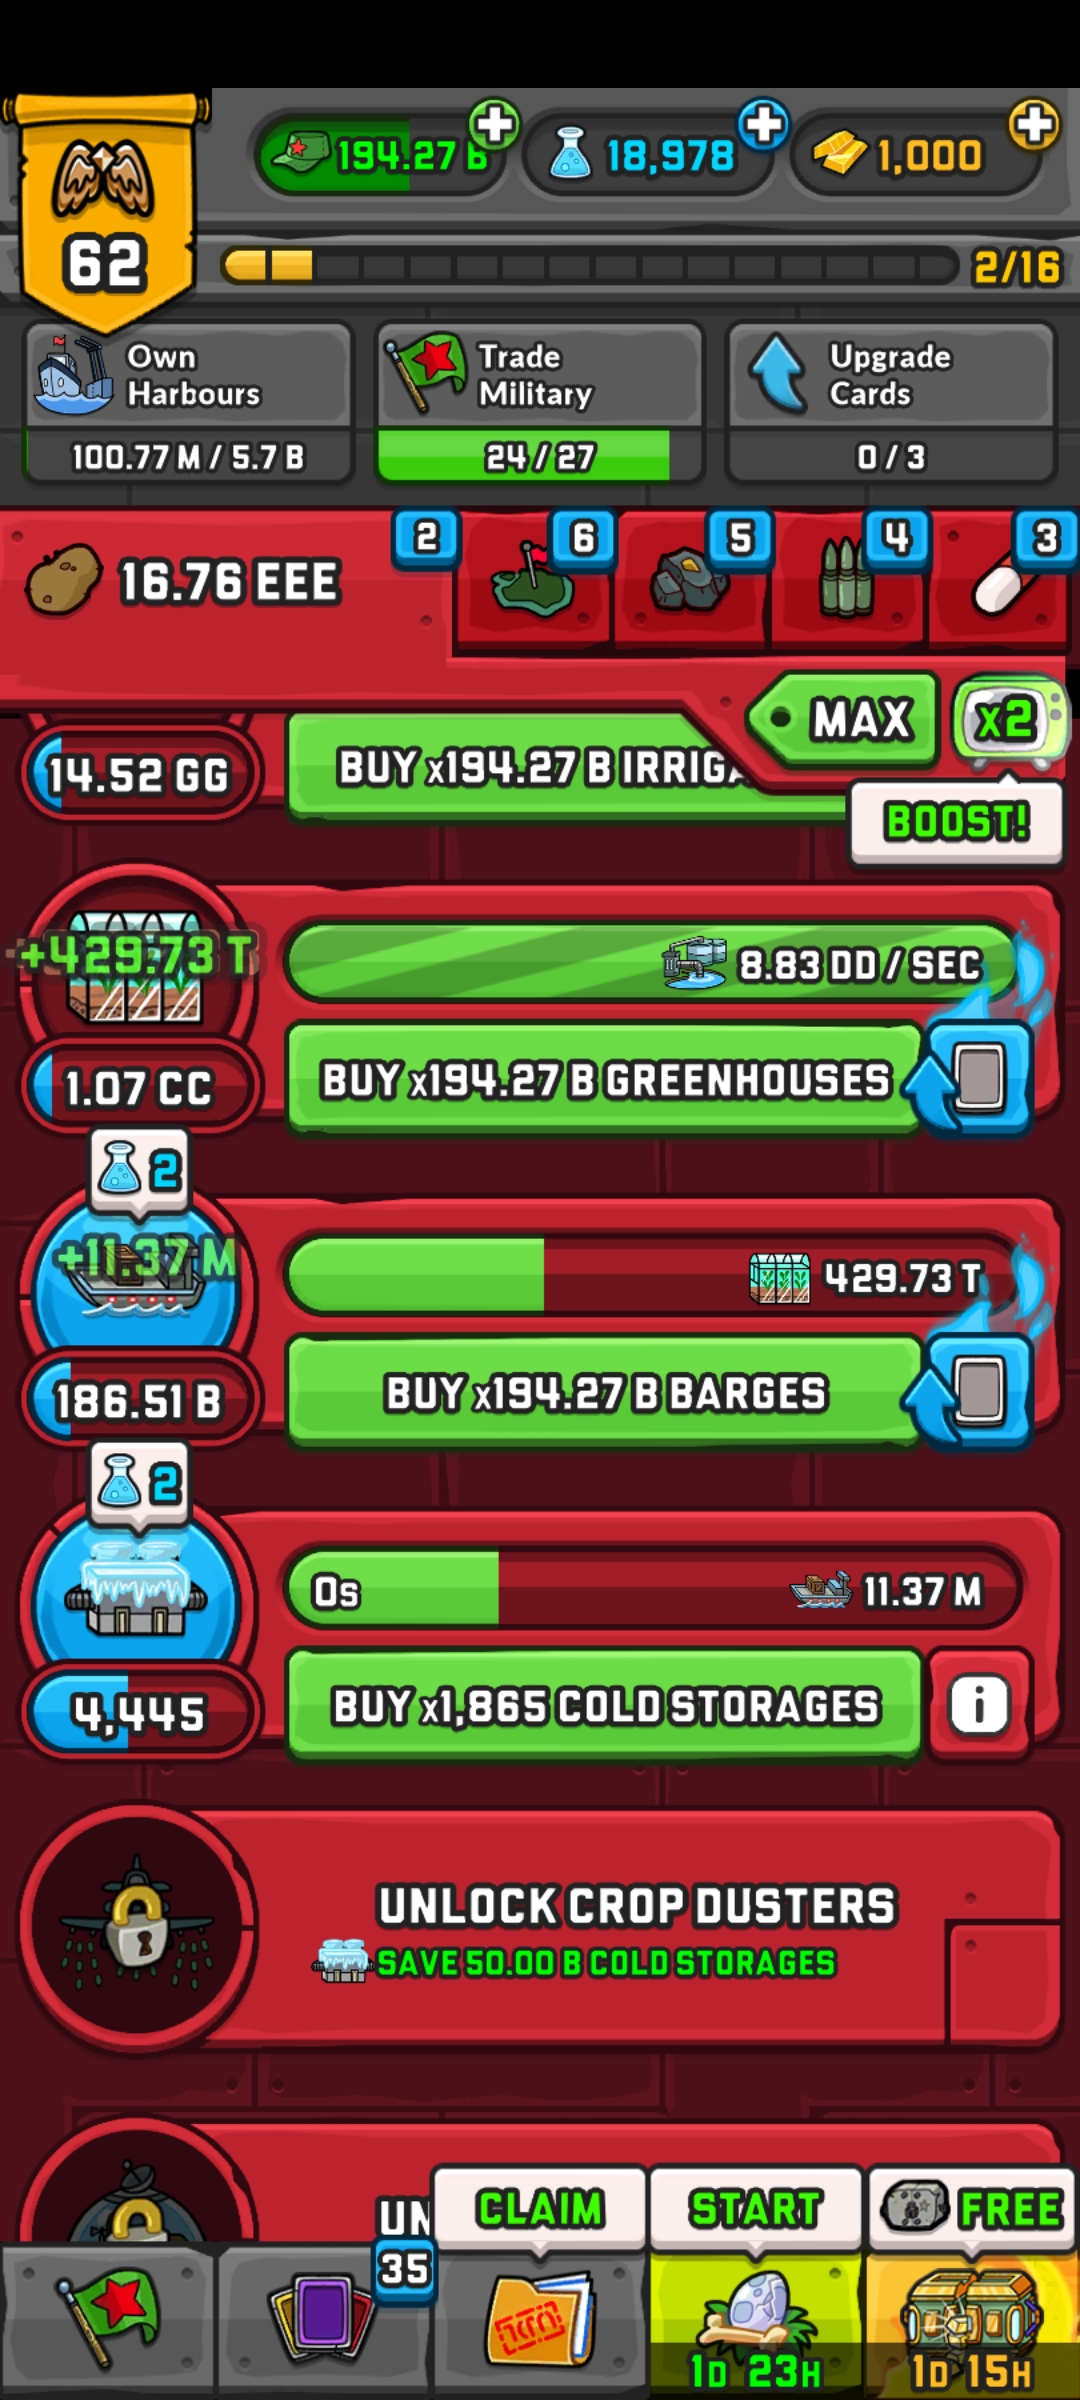 62
194.27 B
18,978
1,000
2/16
Own
Harbours
100.77 M / 5.7 B
Trade
Military
24 / 27
Upgrade
Cards
0 / 3
16.76 EEE
2
6
5
4
3
MAX
x2
BOOST!
14.52 GG
BUY x194.27 B
+429.73 T
8.83 DD / SEC
1.07 CC
BUY x194.27 B GREENHOUSES
2
+11.37 M
429.73 T
186.51 B
BUY x194.27 B BARGES
2
0s
11.37 M
4,445
BUY x1,865 COLD STORAGES
i
UNLOCK CROP DUSTERS
SAVE 50.00 B COLD STORAGES
CLAIM
START
FREE
35
1D 23H
1D 15H